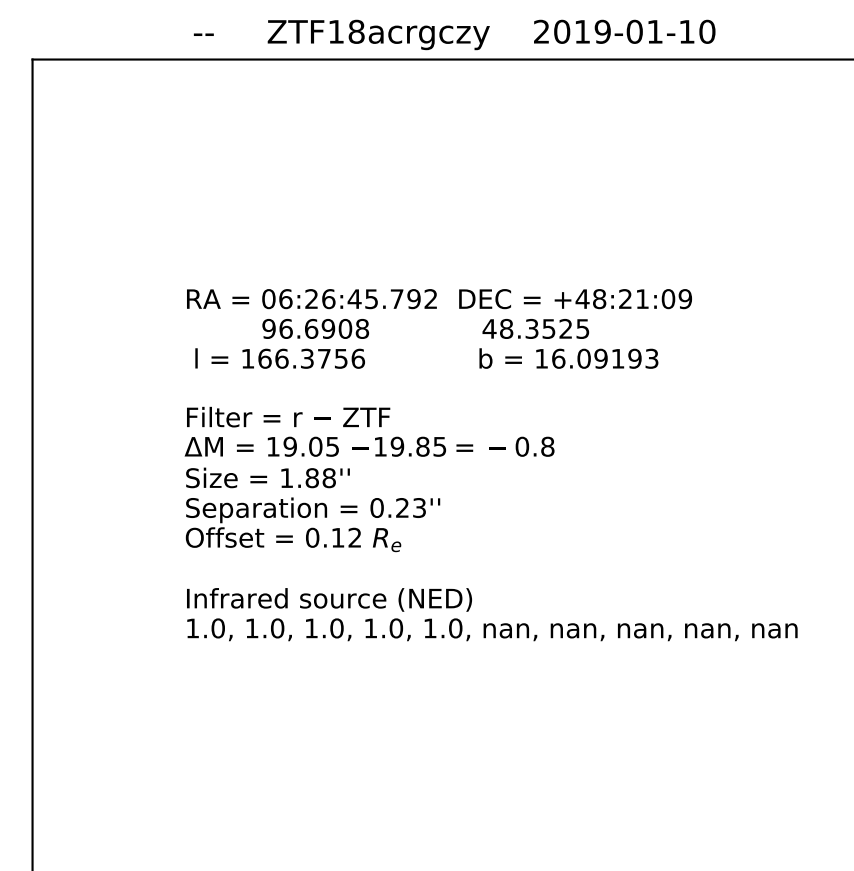 -- ZTF18acrgczy 2019-01-10
RA = 06:26:45.792 DEC = +48:21:09
96.6908 48.3525
l = 166.3756 b = 16.09193
Filter = r − ZTF
ΔM = 19.05 −19.85 = − 0.8
Size = 1.88''
Separation = 0.23''
Offset = 0.12 Re
Infrared source (NED)
1.0, 1.0, 1.0, 1.0, 1.0, nan, nan, nan, nan, nan